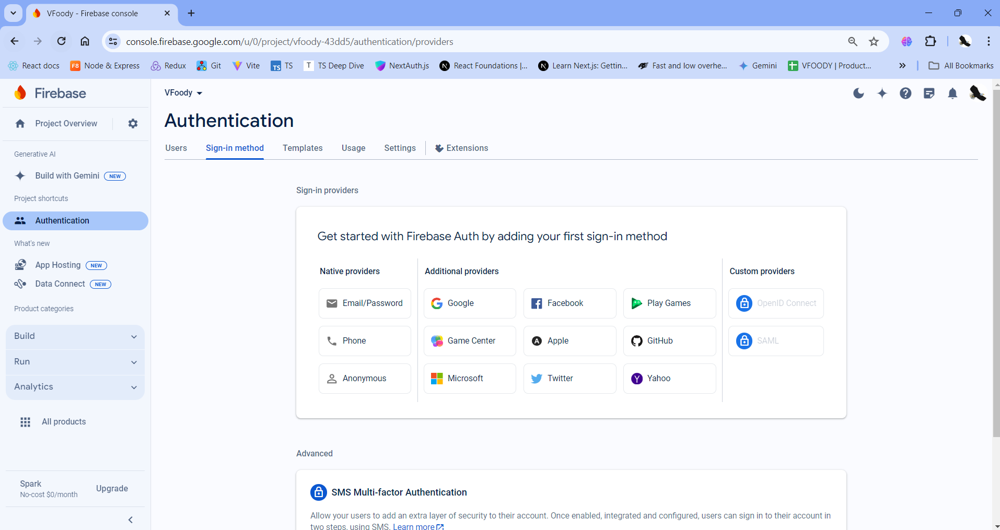 VFoody - Firebase console
console.firebase.google.com/u/0/project/vfoody-43dd5/authentication/providers
React docs
F8 Node & Express
Redux
Git
Vite
TS TS
T TS Deep Dive
NextAuth.js
N React Foundations |...
N Learn Next.js: Gettin...
Fast and low overhe...
Gemini
VFOODY | Product...
All Bookmarks
Firebase
Project Overview
Generative AI
Build with Gemini NEW
Project shortcuts
Authentication
What's new
App Hosting NEW
Data Connect NEW
Product categories
Build
Run
Analytics
All products
Spark
No-cost $0/month
Upgrade
VFoody
Authentication
Users
Sign-in method
Templates
Usage
Settings
Extensions
Sign-in providers
Get started with Firebase Auth by adding your first sign-in method
Native providers
Email/Password
Phone
Anonymous
Additional providers
Google
Facebook
Play Games
Game Center
Apple
GitHub
Microsoft
Twitter
Yahoo
Custom providers
OpenID Connect
SAML
Advanced
SMS Multi-factor Authentication
Allow your users to add an extra layer of security to their account. Once enabled, integrated and configured, users can sign in to their account in
two steps, using SMS. Learn more